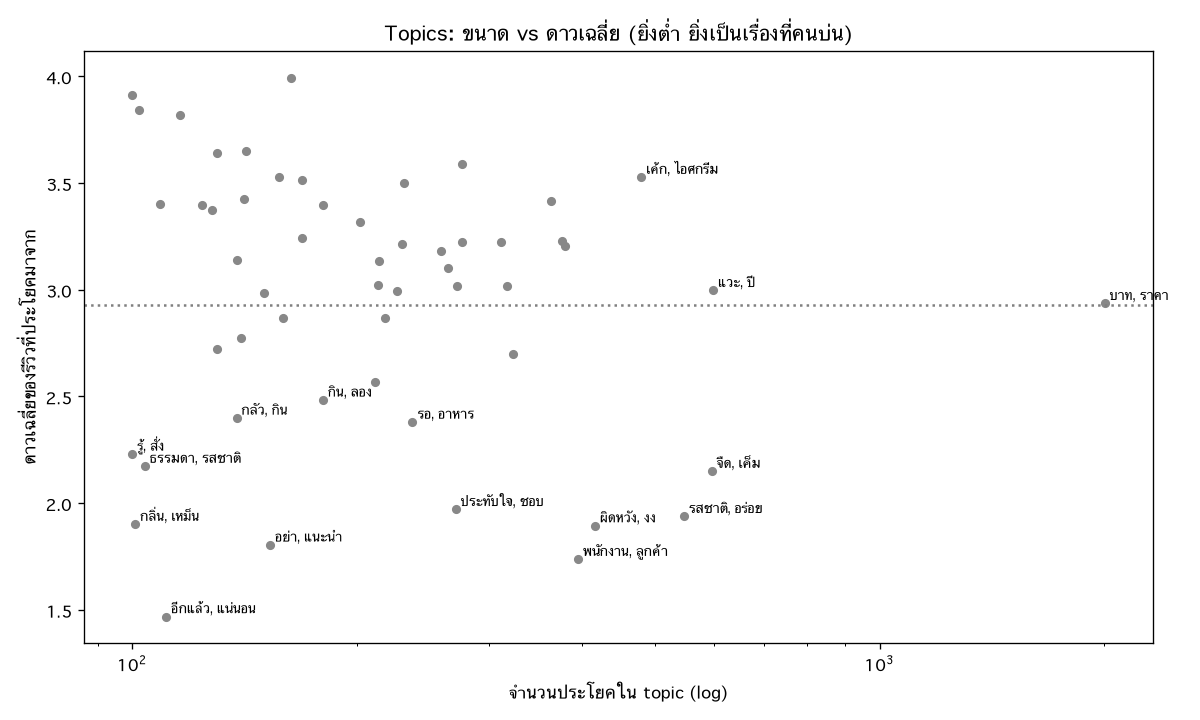 Topics: ขนาด vs ดาวเฉลี่ย (ยิ่งต่ำ ยิ่งเป็นเรื่องที่คนบ่น)
ดาวเฉลี่ยของรีวิวที่ประโยคมาจาก
4.0
3.5
3.0
2.5
2.0
1.5
เค้ก, ไอศกรีม
แวะ, ปี
บาท, ราคา
กิน, ลอง
กลัว, กิน
รอ, อาหาร
รู้, สั่ง
ธรรมดา, รสชาติ
จืด, เค็ม
ประทับใจ, ชอบ
รสชาติ, อร่อย
กลิ่น, เหม็น
ผิดหวัง, งง
อย่า, แนะนำ
พนักงาน, ลูกค้า
อีกแล้ว, แน่นอน
10² 10³
จำนวนประโยคใน topic (log)